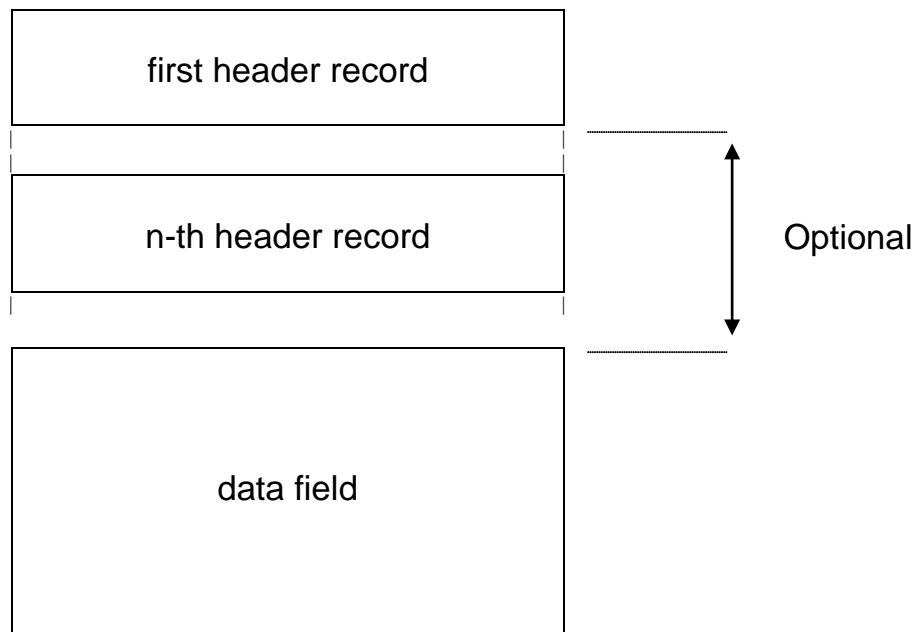 first header record
n-th header record
Optional
data field